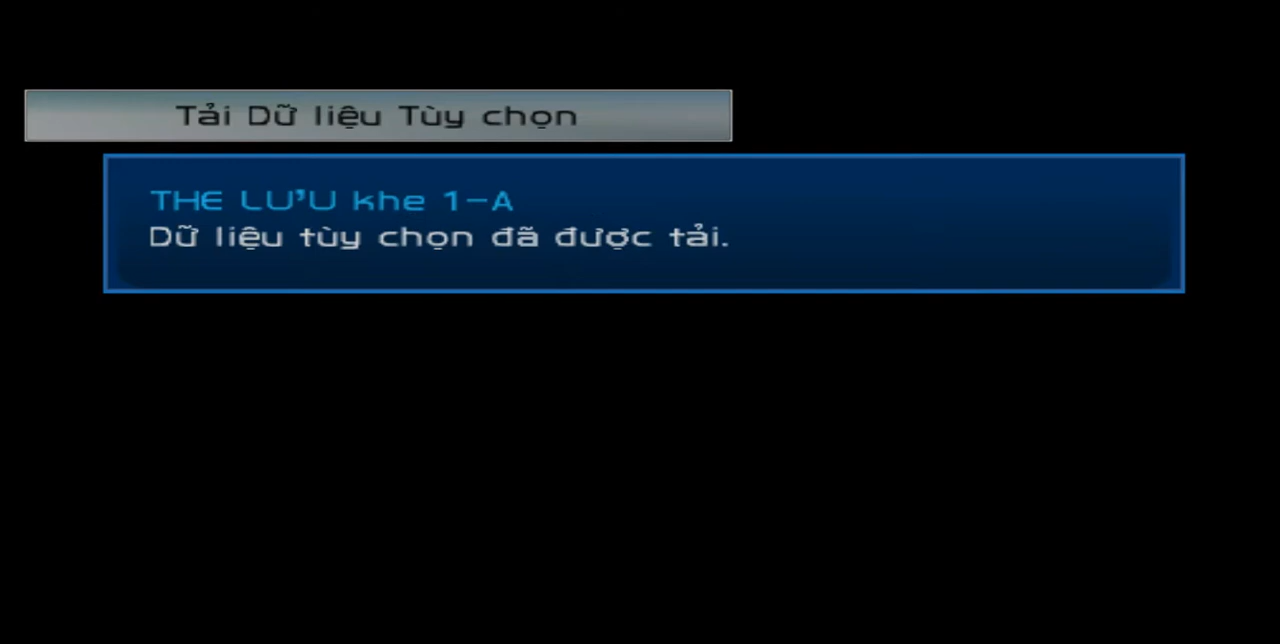 Tải Dữ liệu Tùy chọn
THE LƯU khe 1-A
Dữ liệu tùy chọn đã được tải.